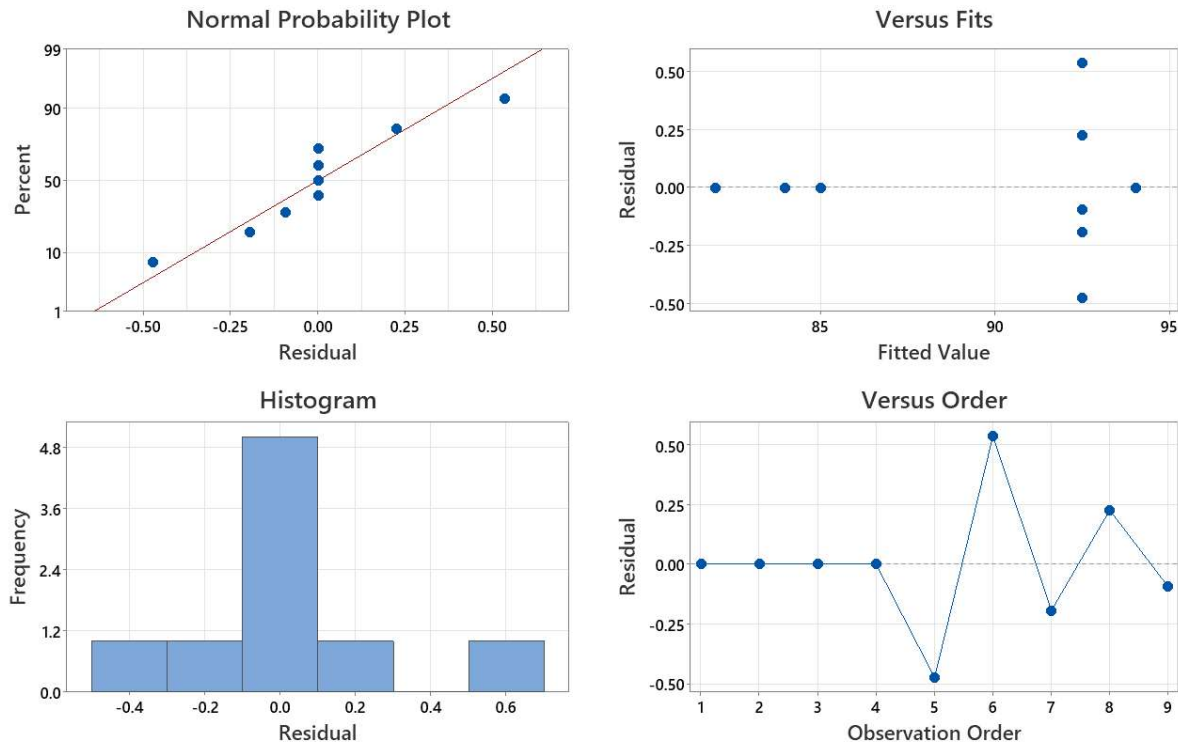 Normal Probability Plot
99
90
50
10
1
Percent
-0.50 -0.25 0.00 0.25 0.50
Residual
Versus Fits
0.50
0.25
0.00
-0.25
-0.50
Residual
85 90 95
Fitted Value
Histogram
4.8
3.6
2.4
1.2
0.0
Frequency
-0.4 -0.2 0.0 0.2 0.4 0.6
Residual
Versus Order
0.50
0.25
0.00
-0.25
-0.50
Residual
1 2 3 4 5 6 7 8 9
Observation Order